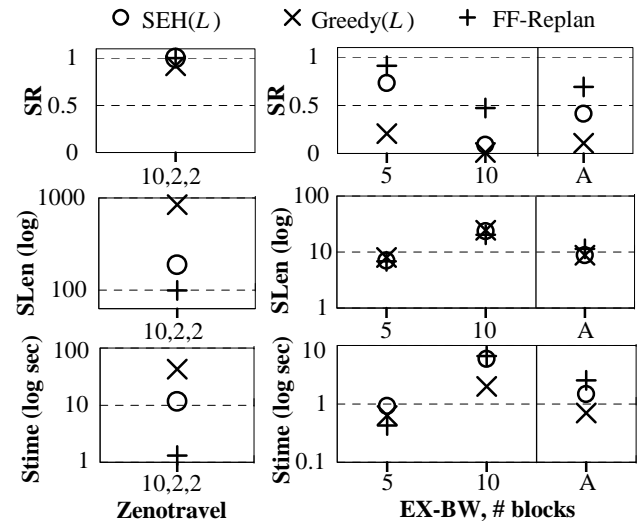 SEH(L) Greedy(L) FF-Replan
SR
1
0.5
0
10,2,2
SR
1
0.5
0
5 10 A
SLen (log)
1000
100
10,2,2
SLen (log)
100
10
1
5 10 A
Stime (log sec)
100
10
1
10,2,2
Zenotravel
Stime (log sec)
10
1
0.1
5 10 A
EX-BW, # blocks